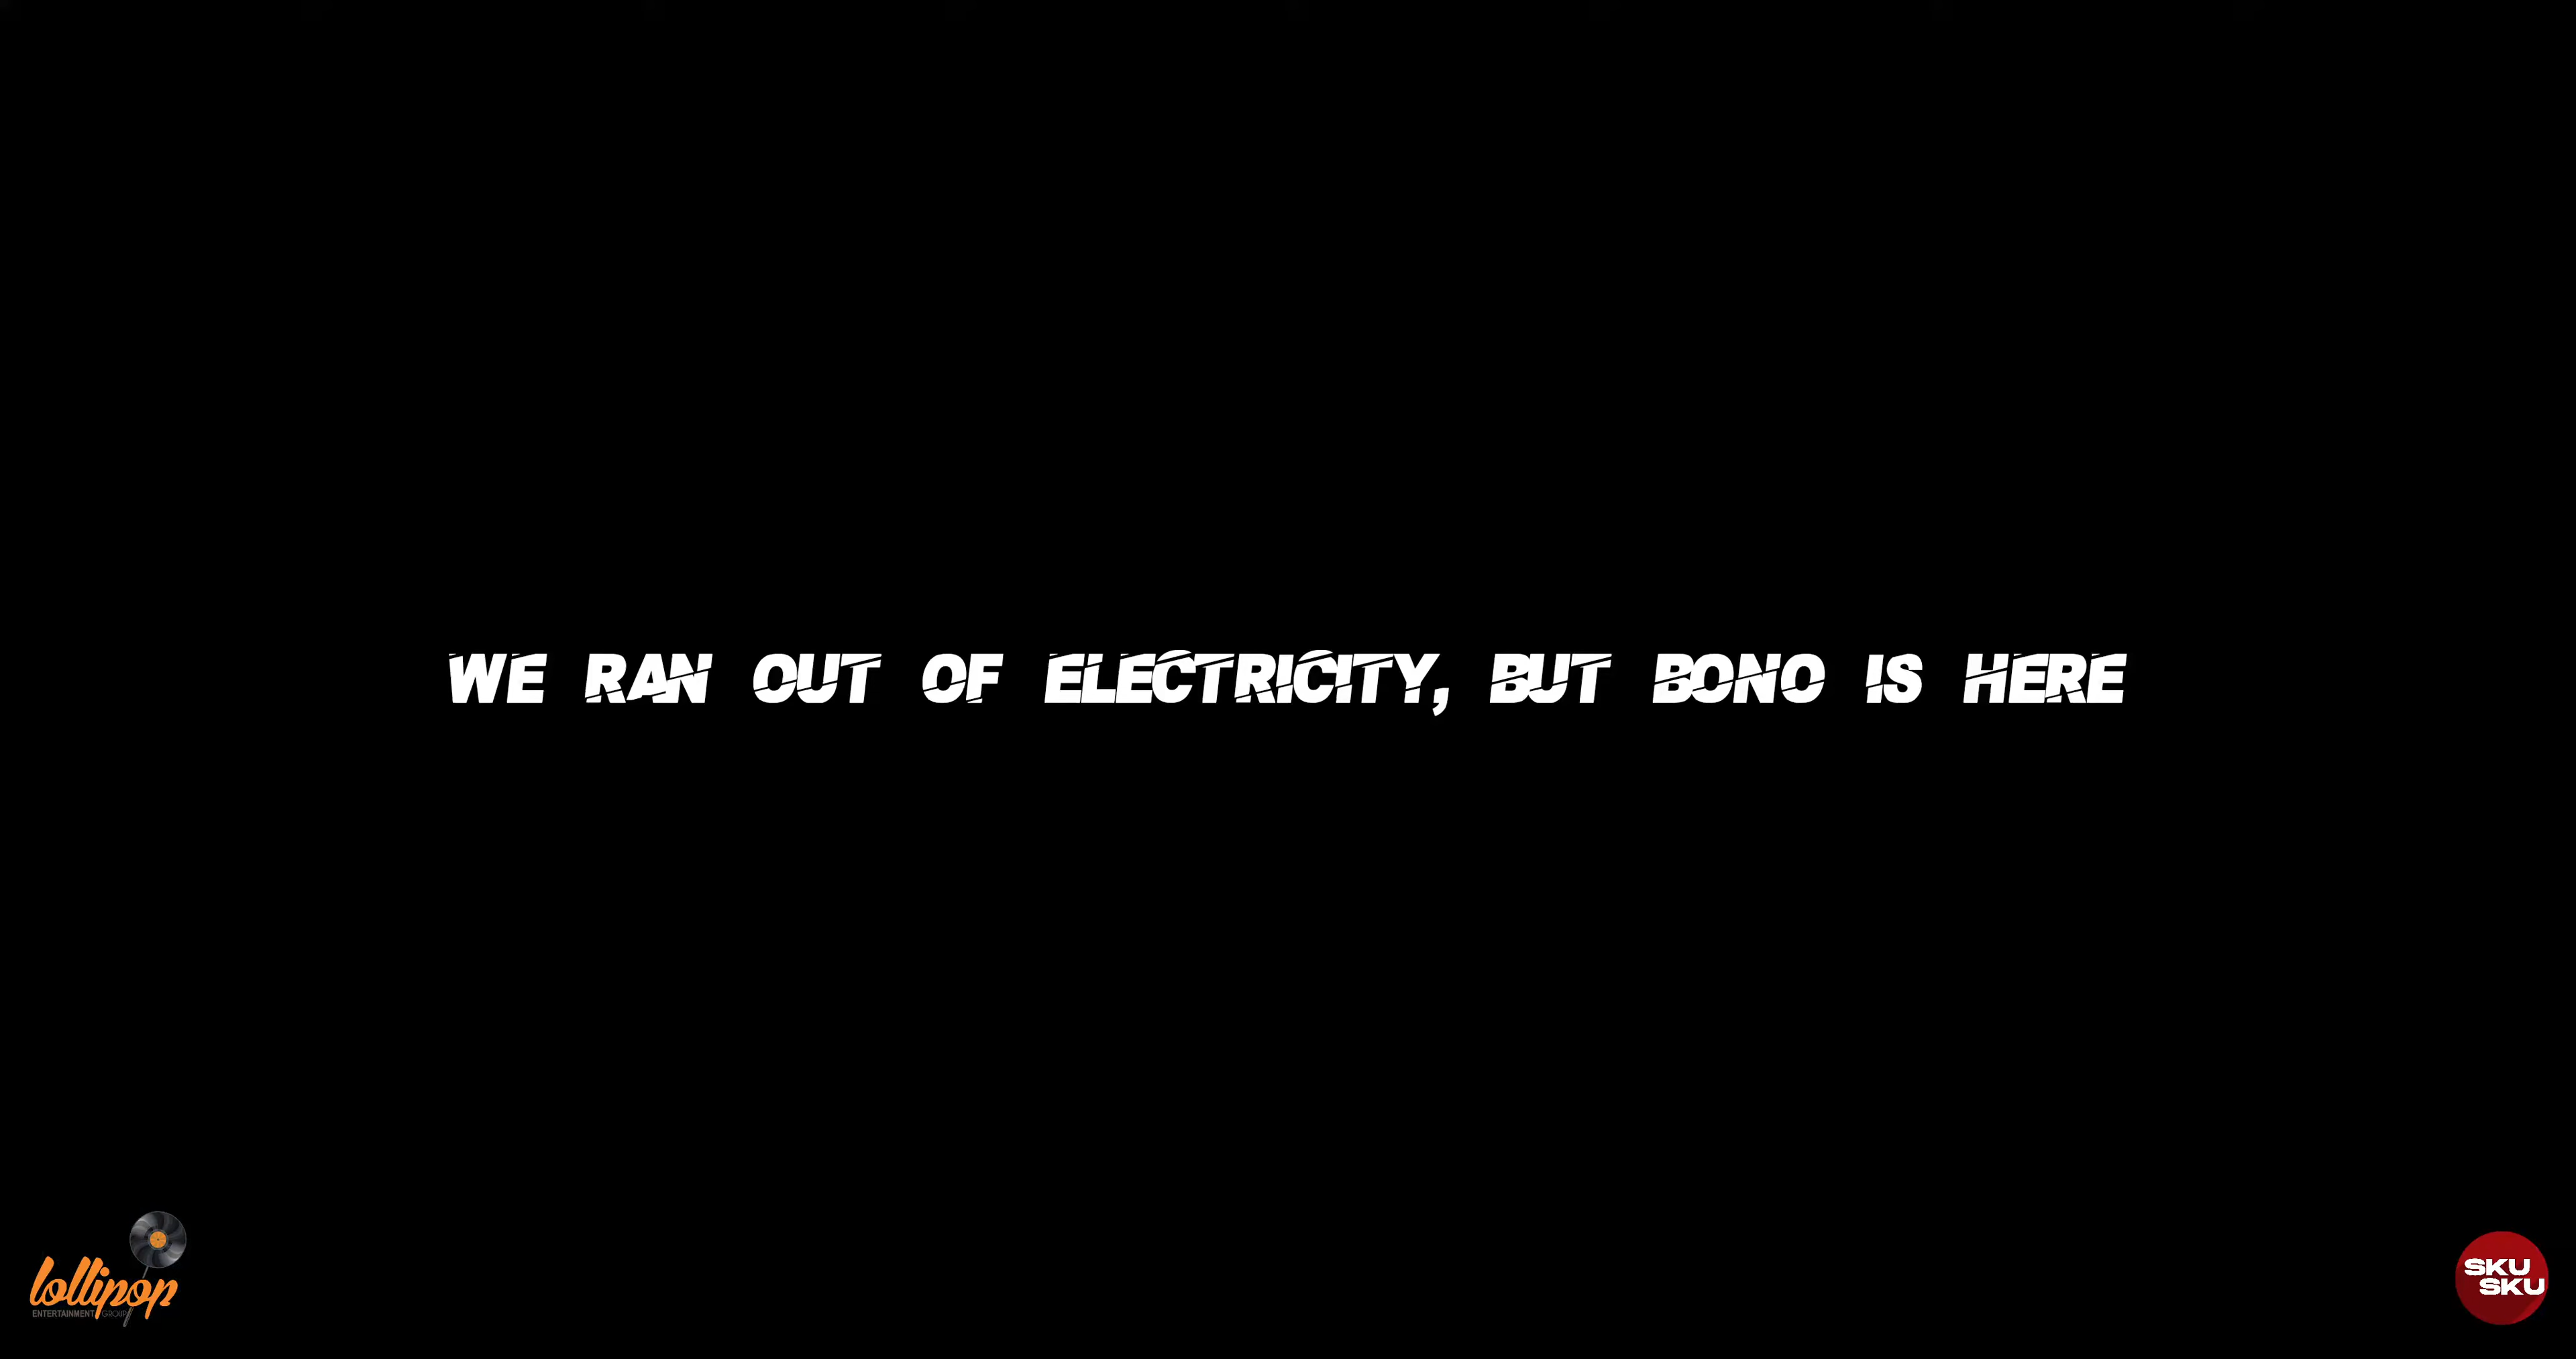 WE RAN OUT OF ELECTRICITY, BUT BONO IS HERE
lollipop
ENTERTAINMENT GROUP
SKU
SKU